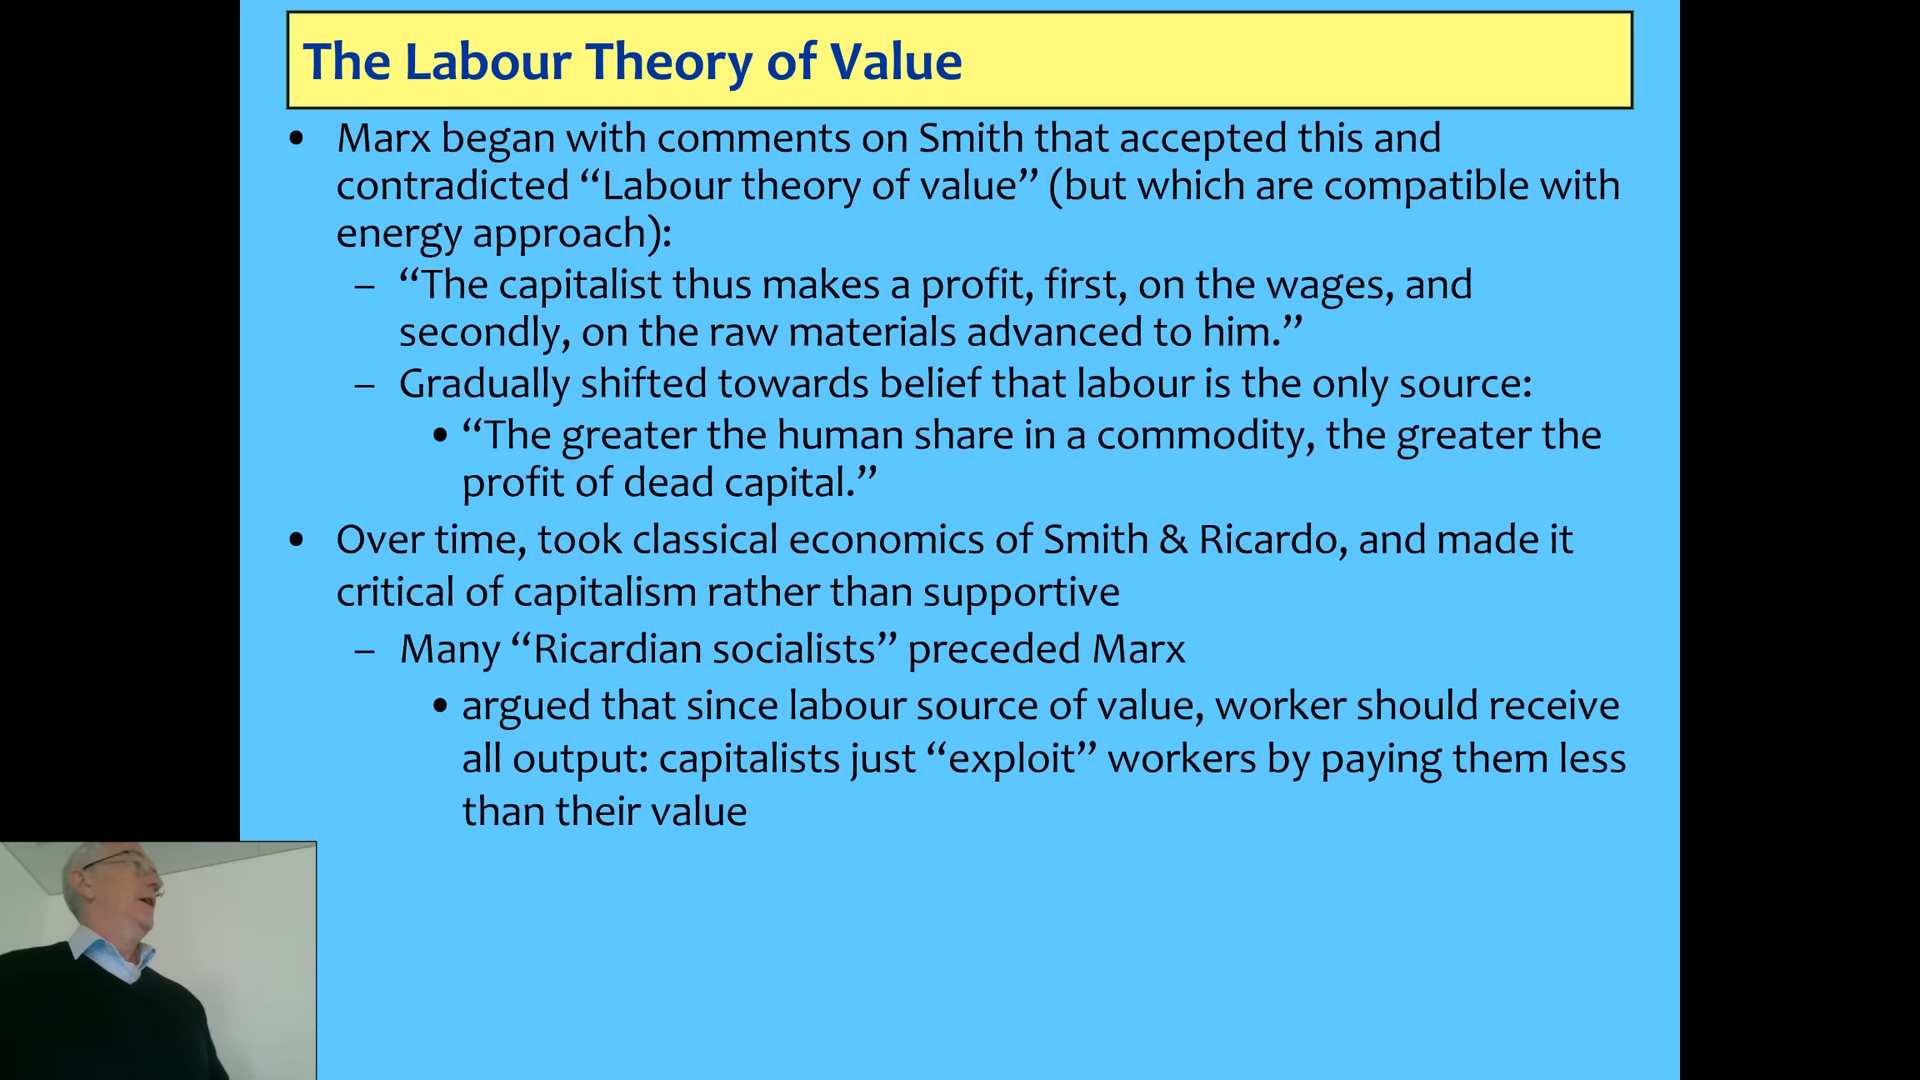 The Labour Theory of Value
• Marx began with comments on Smith that accepted this and
contradicted “Labour theory of value” (but which are compatible with
energy approach):
– “The capitalist thus makes a profit, first, on the wages, and
secondly, on the raw materials advanced to him.”
– Gradually shifted towards belief that labour is the only source:
• “The greater the human share in a commodity, the greater the
profit of dead capital.”
• Over time, took classical economics of Smith & Ricardo, and made it
critical of capitalism rather than supportive
– Many “Ricardian socialists” preceded Marx
• argued that since labour source of value, worker should receive
all output: capitalists just “exploit” workers by paying them less
than their value